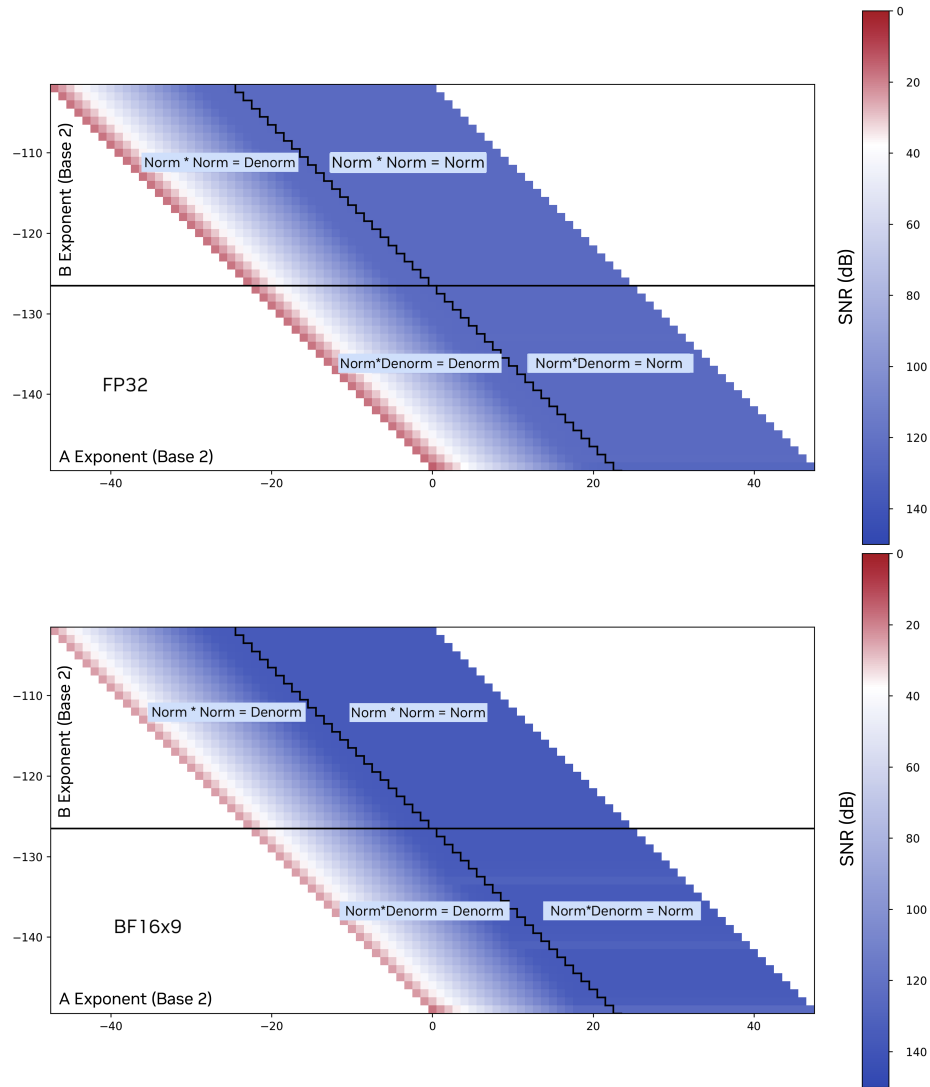 0
20
40
60
80
100
120
140
SNR (dB)
B Exponent (Base 2)
−110
−120
−130
−140
Norm * Norm = Denorm
Norm * Norm = Norm
Norm*Denorm = Denorm
Norm*Denorm = Norm
FP32
A Exponent (Base 2)
−40
−20
0
20
40
0
20
40
60
80
100
120
140
SNR (dB)
B Exponent (Base 2)
−110
−120
−130
−140
Norm * Norm = Denorm
Norm * Norm = Norm
Norm*Denorm = Denorm
Norm*Denorm = Norm
BF16x9
A Exponent (Base 2)
−40
−20
0
20
40